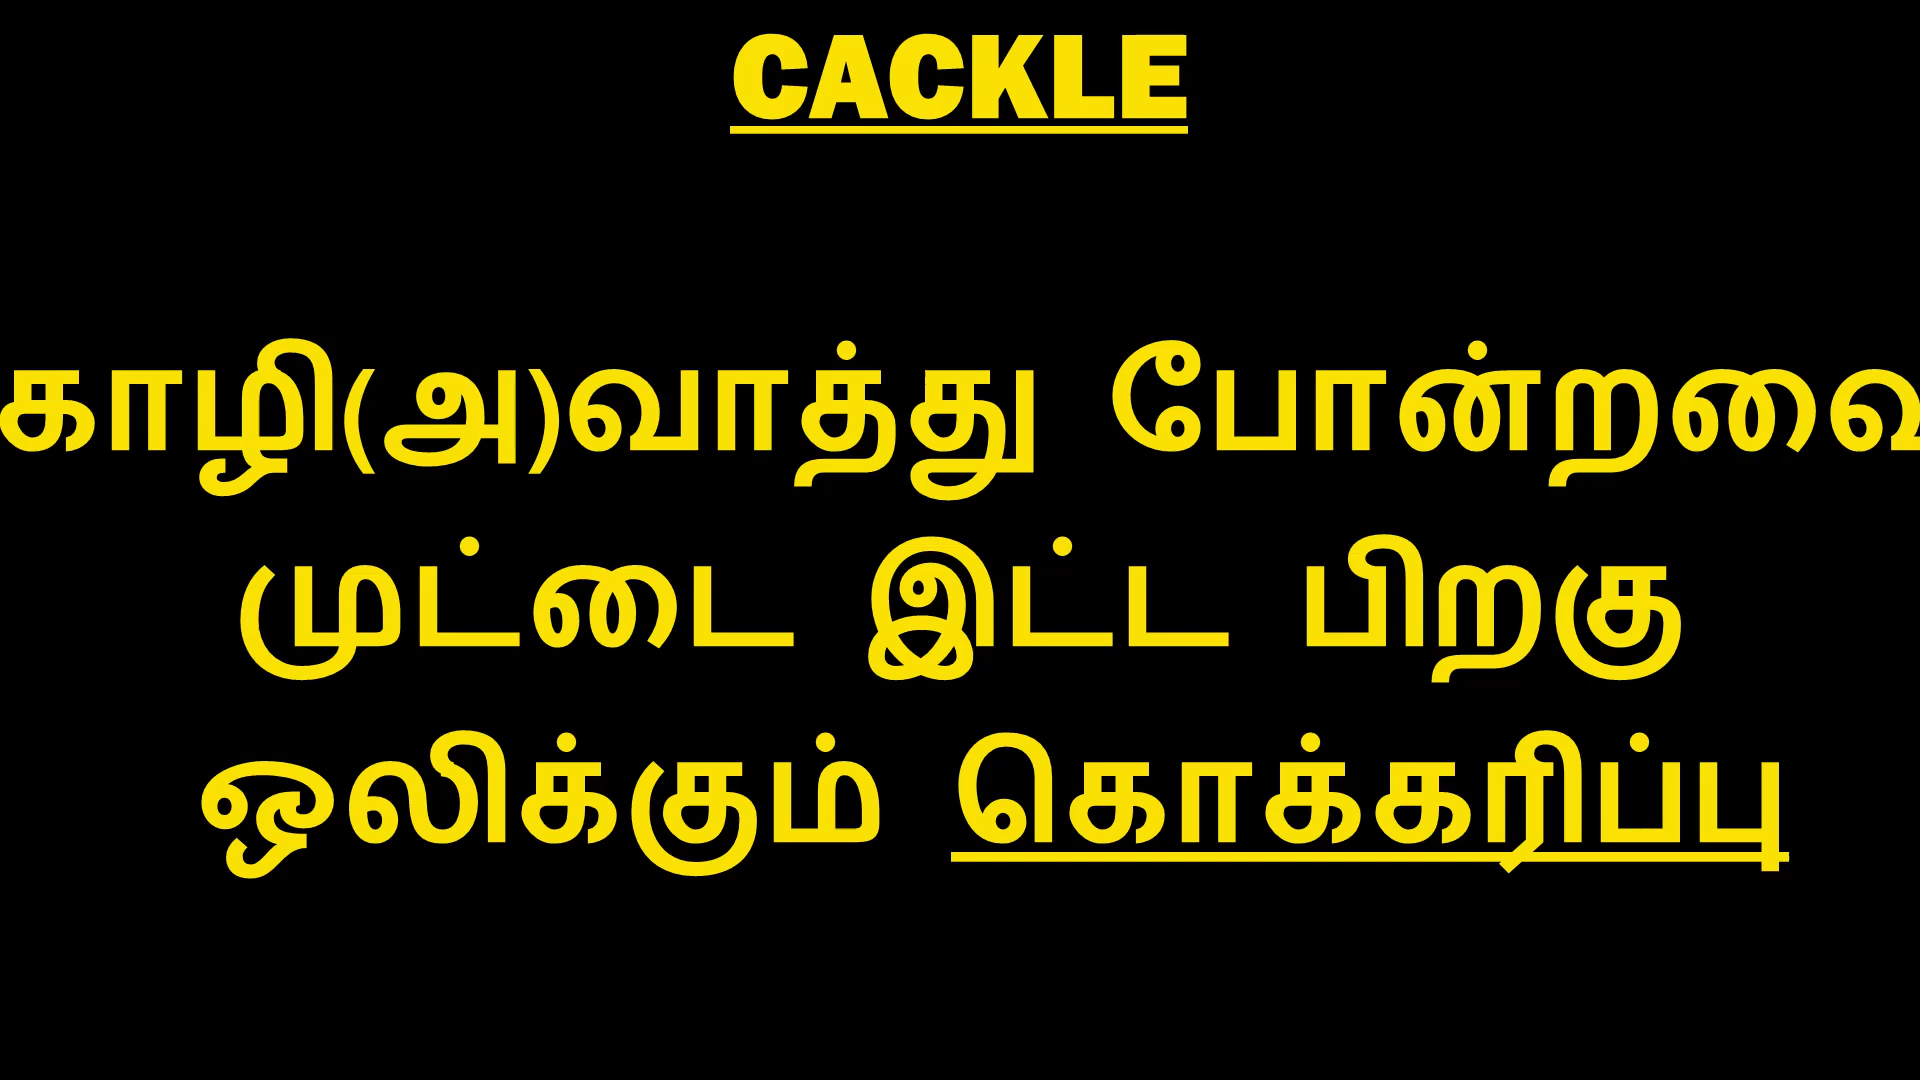 CACKLE
காழி(அ)வாத்து போன்றவை
முட்டை இட்ட பிறகு
ஒலிக்கும் கொக்கரிப்பு